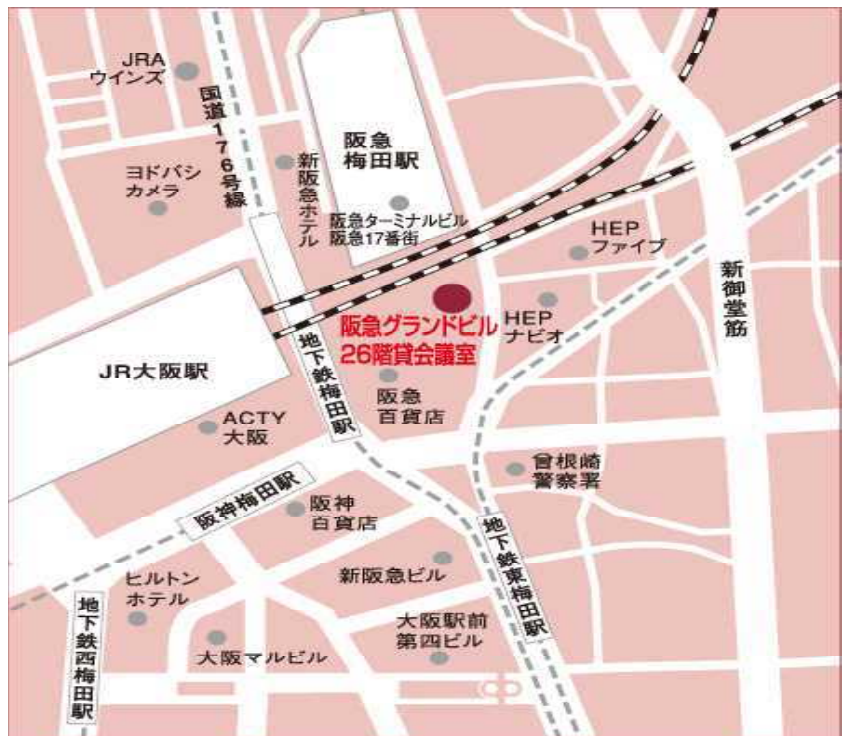 JRA
ウインズ
国道176号線
阪急
梅田駅
ヨドバシ
カメラ
新阪急ホテル
阪急ターミナルビル
阪急17番街
HEP
ファイブ
新御堂筋
阪急グランドビル
26階貸会議室
HEP
ナビオ
JR大阪駅
地下鉄梅田駅
阪急
百貨店
ACTY
大阪
曾根崎
警察署
阪神梅田駅
阪神
百貨店
地下鉄東梅田駅
新阪急ビル
ヒルトン
ホテル
地下鉄西梅田駅
大阪マルビル
大阪駅前
第四ビル